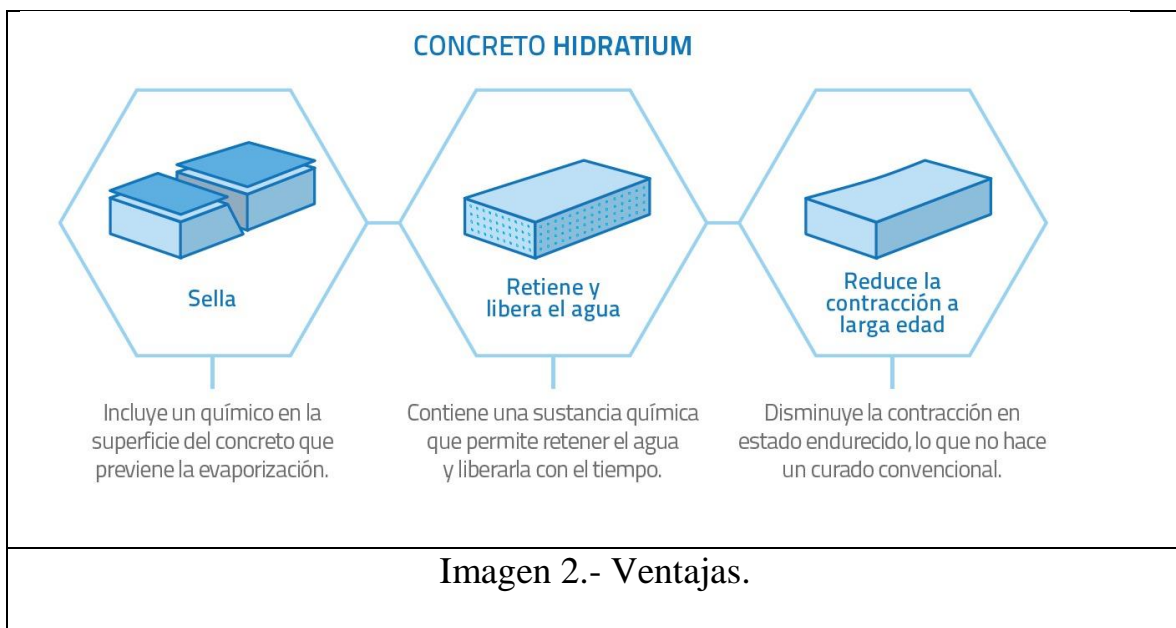 CONCRETO HIDRATIUM
Sella
Incluye un químico en la
superficie del concreto que
previene la evaporización.
Retiene y
libera el agua
Contiene una sustancia química
que permite retener el agua
y liberarla con el tiempo.
Reduce la
contracción a
larga edad
Disminuye la contracción en
estado endurecido, lo que no hace
un curado convencional.
Imagen 2.- Ventajas.